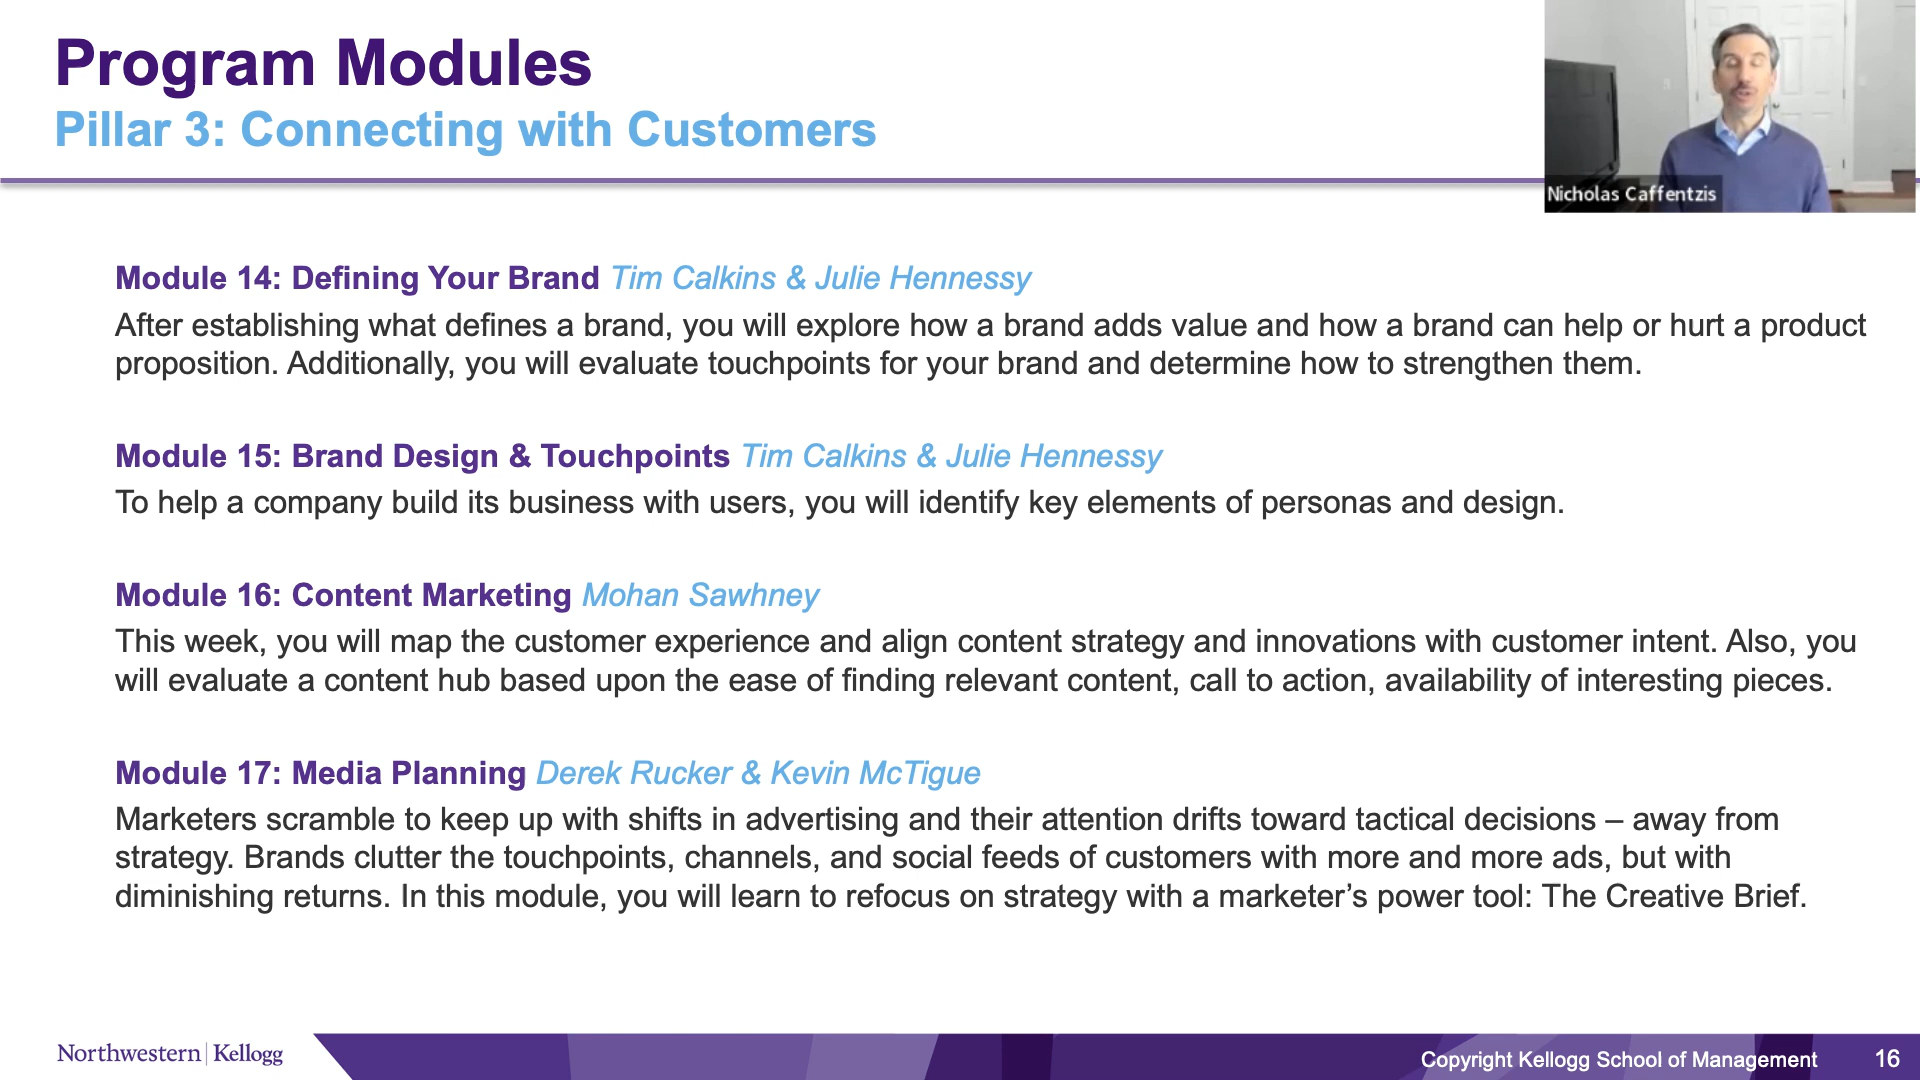 Program Modules
Pillar 3: Connecting with Customers
Nicholas Caffentzis
Module 14: Defining Your Brand Tim Calkins & Julie Hennessy
After establishing what defines a brand, you will explore how a brand adds value and how a brand can help or hurt a product
proposition. Additionally, you will evaluate touchpoints for your brand and determine how to strengthen them.
Module 15: Brand Design & Touchpoints Tim Calkins & Julie Hennessy
To help a company build its business with users, you will identify key elements of personas and design.
Module 16: Content Marketing Mohan Sawhney
This week, you will map the customer experience and align content strategy and innovations with customer intent. Also, you
will evaluate a content hub based upon the ease of finding relevant content, call to action, availability of interesting pieces.
Module 17: Media Planning Derek Rucker & Kevin McTigue
Marketers scramble to keep up with shifts in advertising and their attention drifts toward tactical decisions – away from
strategy. Brands clutter the touchpoints, channels, and social feeds of customers with more and more ads, but with
diminishing returns. In this module, you will learn to refocus on strategy with a marketer’s power tool: The Creative Brief.
Northwestern | Kellogg
Copyright Kellogg School of Management 16